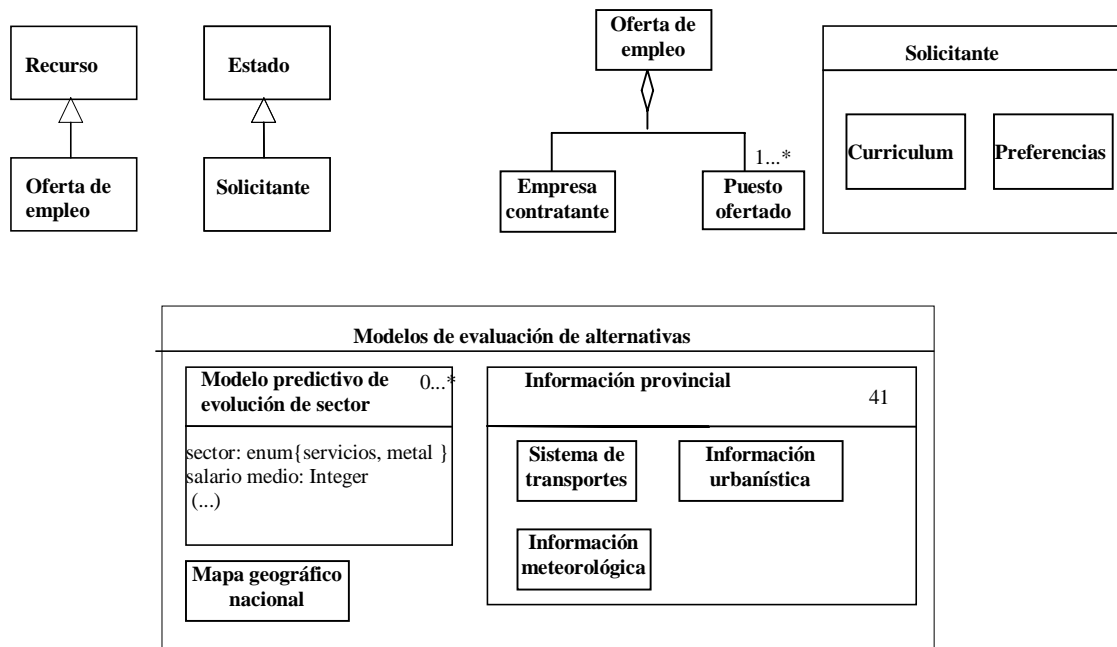 Recurso
Oferta de
empleo
Estado
Solicitante
Oferta de
empleo
Empresa
contratante
1...*
Puesto
ofertado
Solicitante
Curriculum
Preferencias
Modelos de evaluación de alternativas
Modelo predictivo de
evolución de sector
0...*
sector: enum{servicios, metal }
salario medio: Integer
(...)
Mapa geográfico
nacional
Información provincial
41
Sistema de
transportes
Información
urbanística
Información
meteorológica